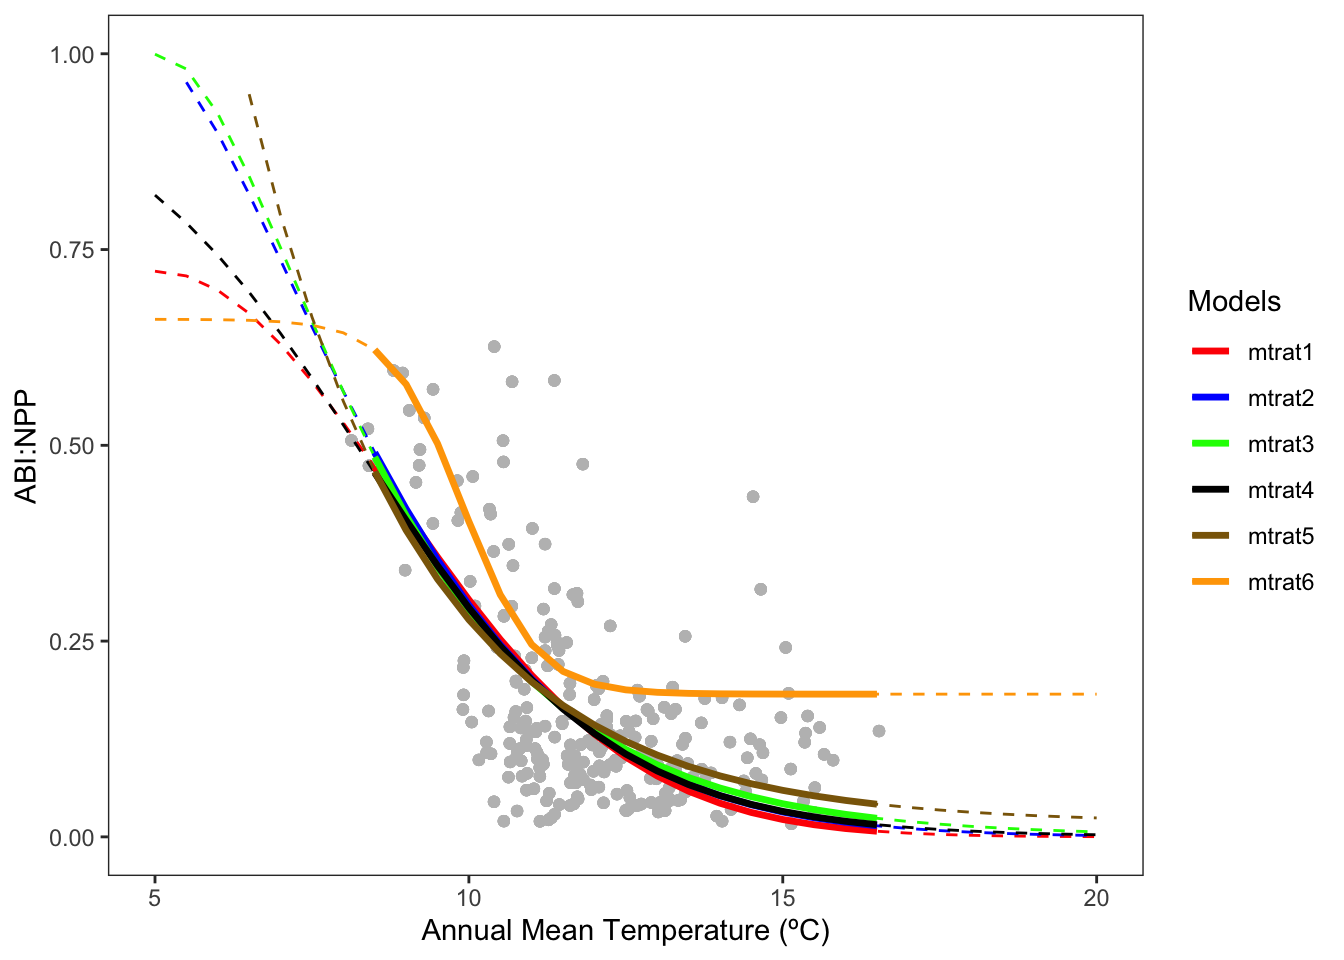 1.00
0.75
0.50
0.25
0.00
ABI:NPP
5
10
15
20
Annual Mean Temperature (ºC)
Models
mtrat1
mtrat2
mtrat3
mtrat4
mtrat5
mtrat6